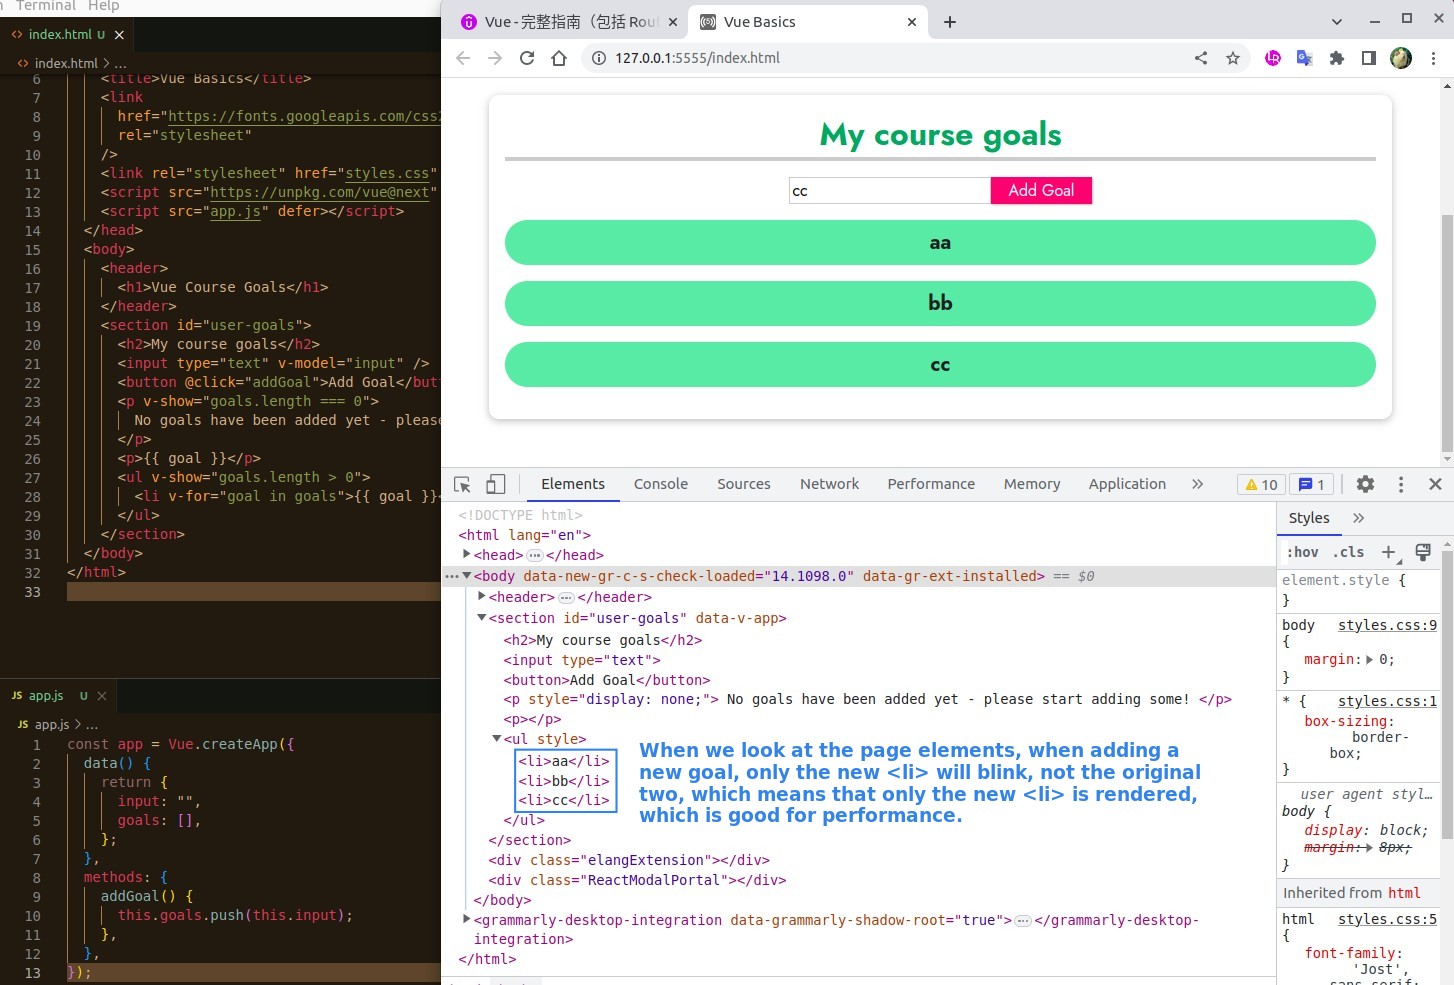 Terminal Help
index.html U
index.html > ...
6 <title>Vue Basics</title>
7 <link
8 href="https://fonts.googleapis.com/css
9 rel="stylesheet"
10 />
11 <link rel="stylesheet" href="styles.css"
12 <script src="https://unpkg.com/vue@next"
13 <script src="app.js" defer></script>
14 </head>
15 <body>
16 <header>
17 <h1>Vue Course Goals</h1>
18 </header>
19 <section id="user-goals">
20 <h2>My course goals</h2>
21 <input type="text" v-model="input" />
22 <button @click="addGoal">Add Goal</but
23 <p v-show="goals.length === 0">
24 No goals have been added yet - please
25 </p>
26 <p>{{ goal }}</p>
27 <ul v-show="goals.length > 0">
28 <li v-for="goal in goals">{{ goal }}<
29 </ul>
30 </section>
31 </body>
32 </html>
33
JS app.js U
JS app.js > ...
1 const app = Vue.createApp({
2 data() {
3 return {
4 input: "",
5 goals: [],
6 };
7 },
8 methods: {
9 addGoal() {
10 this.goals.push(this.input);
11 },
12 },
13 });
Vue - 完整指南（包括 Rou
Vue Basics
127.0.0.1:5555/index.html
LR
My course goals
cc Add Goal
aa
bb
cc
Elements Console Sources Network Performance Memory Application » 10 1
<!DOCTYPE html>
<html lang="en">
<head>...</head>
<body data-new-gr-c-s-check-loaded="14.1098.0" data-gr-ext-installed> == $0
<header>...</header>
<section id="user-goals" data-v-app>
<h2>My course goals</h2>
<input type="text">
<button>Add Goal</button>
<p style="display: none;"> No goals have been added yet - please start adding some! </p>
<p></p>
<ul style>
<li>aa</li>
<li>bb</li>
<li>cc</li>
</ul>
</section>
<div class="elangExtension"></div>
<div class="ReactModalPortal"></div>
</body>
<grammarly-desktop-integration data-grammarly-shadow-root="true">...</grammarly-desktop-
integration>
</html>
When we look at the page elements, when adding a
new goal, only the new <li> will blink, not the original
two, which means that only the new <li> is rendered,
which is good for performance.
Styles »
:hov .cls +
element.style {
}
body styles.css:9
{
margin: 0;
}
* { styles.css:1
box-sizing:
border-
box;
}
user agent styl…
body {
display: block;
margin: 8px;
}
Inherited from html
html styles.css:5
{
font-family:
'Jost',
sans-serif;